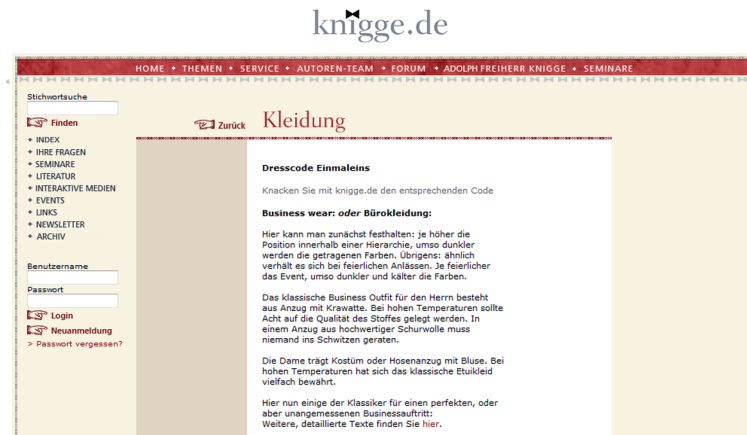 knigge.de
HOME ✦ THEMEN ✦ SERVICE ✦ AUTOREN-TEAM ✦ FORUM ✦ ADOLPH FREIHERR KNIGGE ✦ SEMINARE
Stichwortsuche
Finden
✦ INDEX
✦ IHRE FRAGEN
✦ SEMINARE
✦ LITERATUR
✦ INTERAKTIVE MEDIEN
✦ EVENTS
✦ LINKS
✦ NEWSLETTER
✦ ARCHIV
Benutzername
Passwort
Login
Neuanmeldung
> Passwort vergessen?
Zurück
Kleidung
Dresscode Einmaleins
Knacken Sie mit knigge.de den entsprechenden Code
Business wear: oder Bürokleidung:
Hier kann man zunächst festhalten: je höher die
Position innerhalb einer Hierarchie, umso dunkler
werden die getragenen Farben. Übrigens: ähnlich
verhält es sich bei feierlichen Anlässen. Je feierlicher
das Event, umso dunkler und kälter die Farben.
Das klassische Business Outfit für den Herrn besteht
aus Anzug mit Krawatte. Bei hohen Temperaturen sollte
Acht auf die Qualität des Stoffes gelegt werden. In
einem Anzug aus hochwertiger Schurwolle muss
niemand ins Schwitzen geraten.
Die Dame trägt Kostüm oder Hosenanzug mit Bluse. Bei
hohen Temperaturen hat sich das klassische Etuikleid
vielfach bewährt.
Hier nun einige der Klassiker für einen perfekten, oder
aber unangemessenen Businessauftritt:
Weitere, detaillierte Texte finden Sie hier.